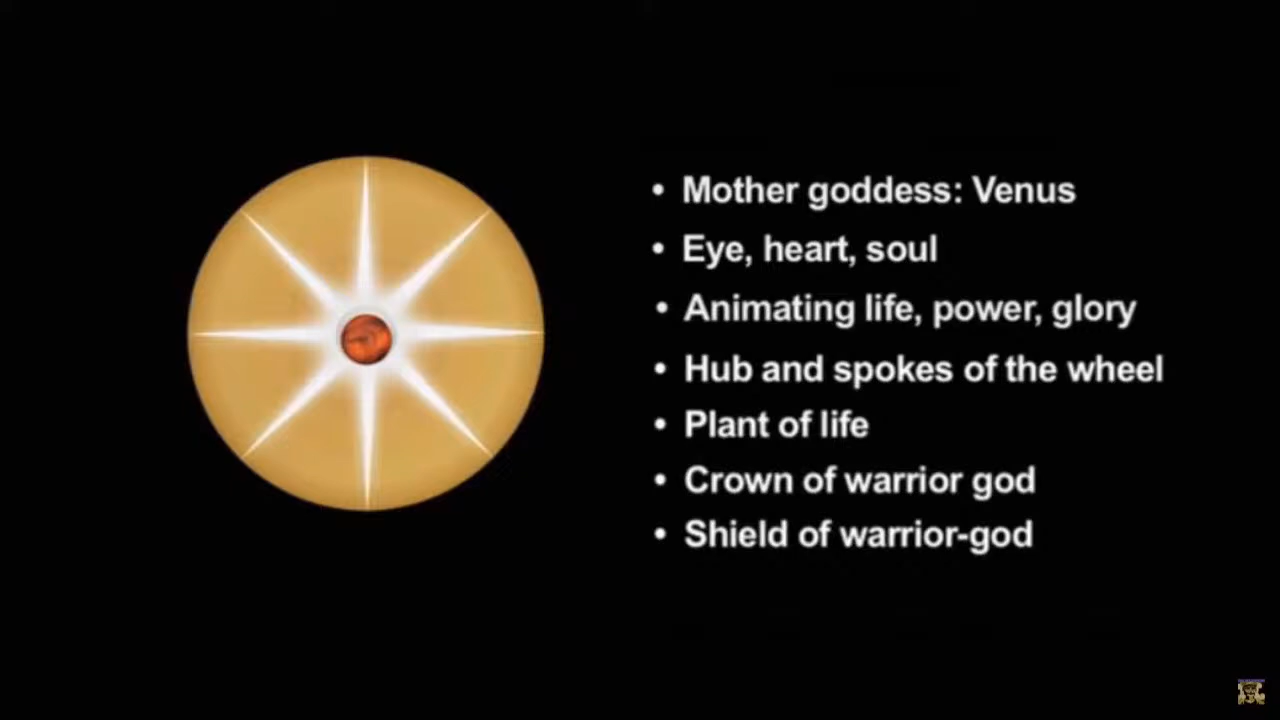 • Mother goddess: Venus
• Eye, heart, soul
• Animating life, power, glory
• Hub and spokes of the wheel
• Plant of life
• Crown of warrior god
• Shield of warrior-god